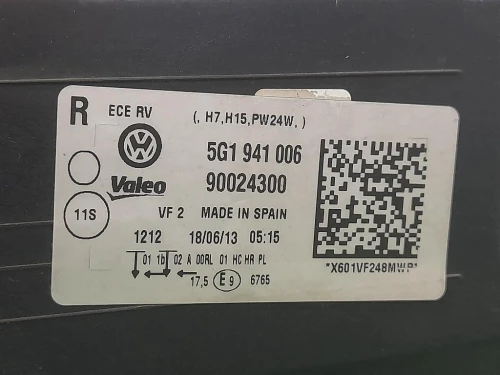 R ECE RV (, H7,H15,PW24W, )
5G1 941 006
Valeo 90024300
11S VF 2 MADE IN SPAIN
1212 18/06/13 05:15
01 1b 02 A 00RL 01 HC HR PL
17,5 E9 6765
*X601VF248MWP*